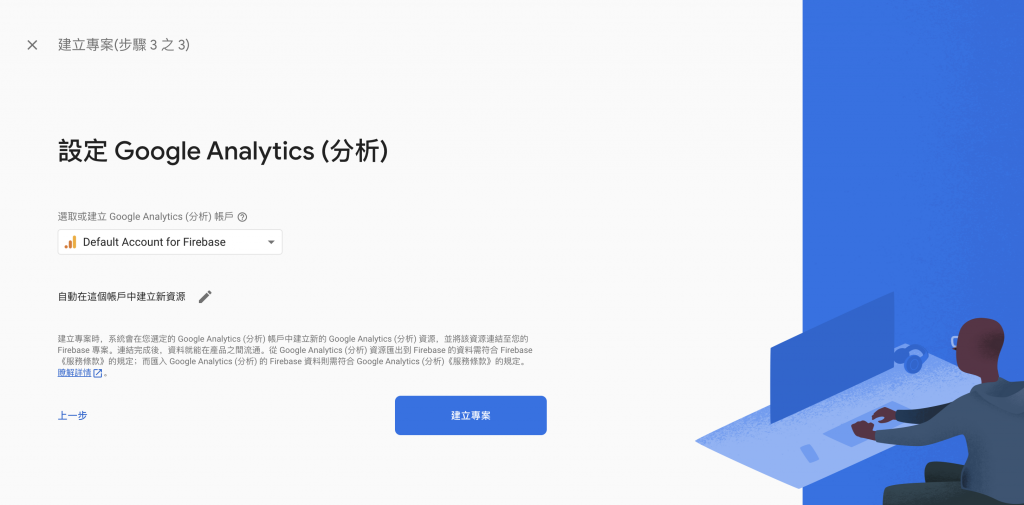 建立專案(步驟 3 之 3)
設定 Google Analytics (分析)
選取或建立 Google Analytics (分析) 帳戶
Default Account for Firebase
自動在這個帳戶中建立新資源
建立專案時，系統會在您選定的 Google Analytics (分析) 帳戶中建立新的 Google Analytics (分析) 資源，並將該資源連結至您的
Firebase 專案。連結完成後，資料就能在產品之間流通。從 Google Analytics (分析) 資源匯出到 Firebase 的資料需符合 Firebase
《服務條款》的規定；而匯入 Google Analytics (分析) 的 Firebase 資料則需符合 Google Analytics (分析)《服務條款》的規定。
瞭解詳情。
上一步
建立專案